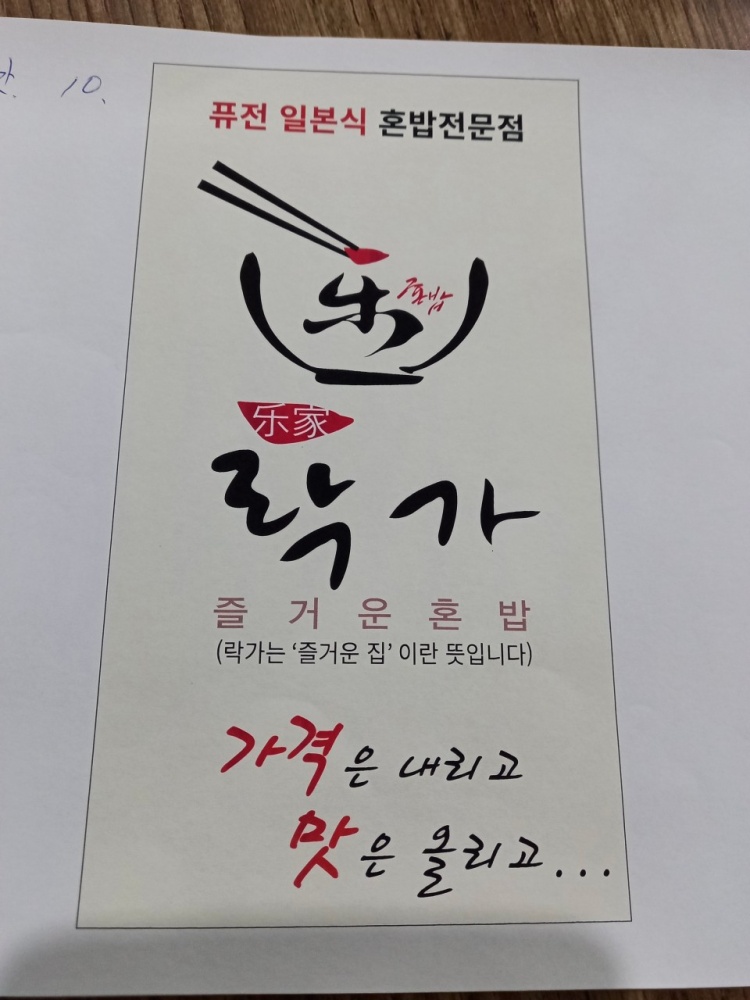 10.
퓨전 일본식 혼밥전문점
乐
혼밥
乐家
락가
즐거운혼밥
(락가는 ‘즐거운 집’ 이란 뜻입니다)
가격은 내리고
맛은 올리고...